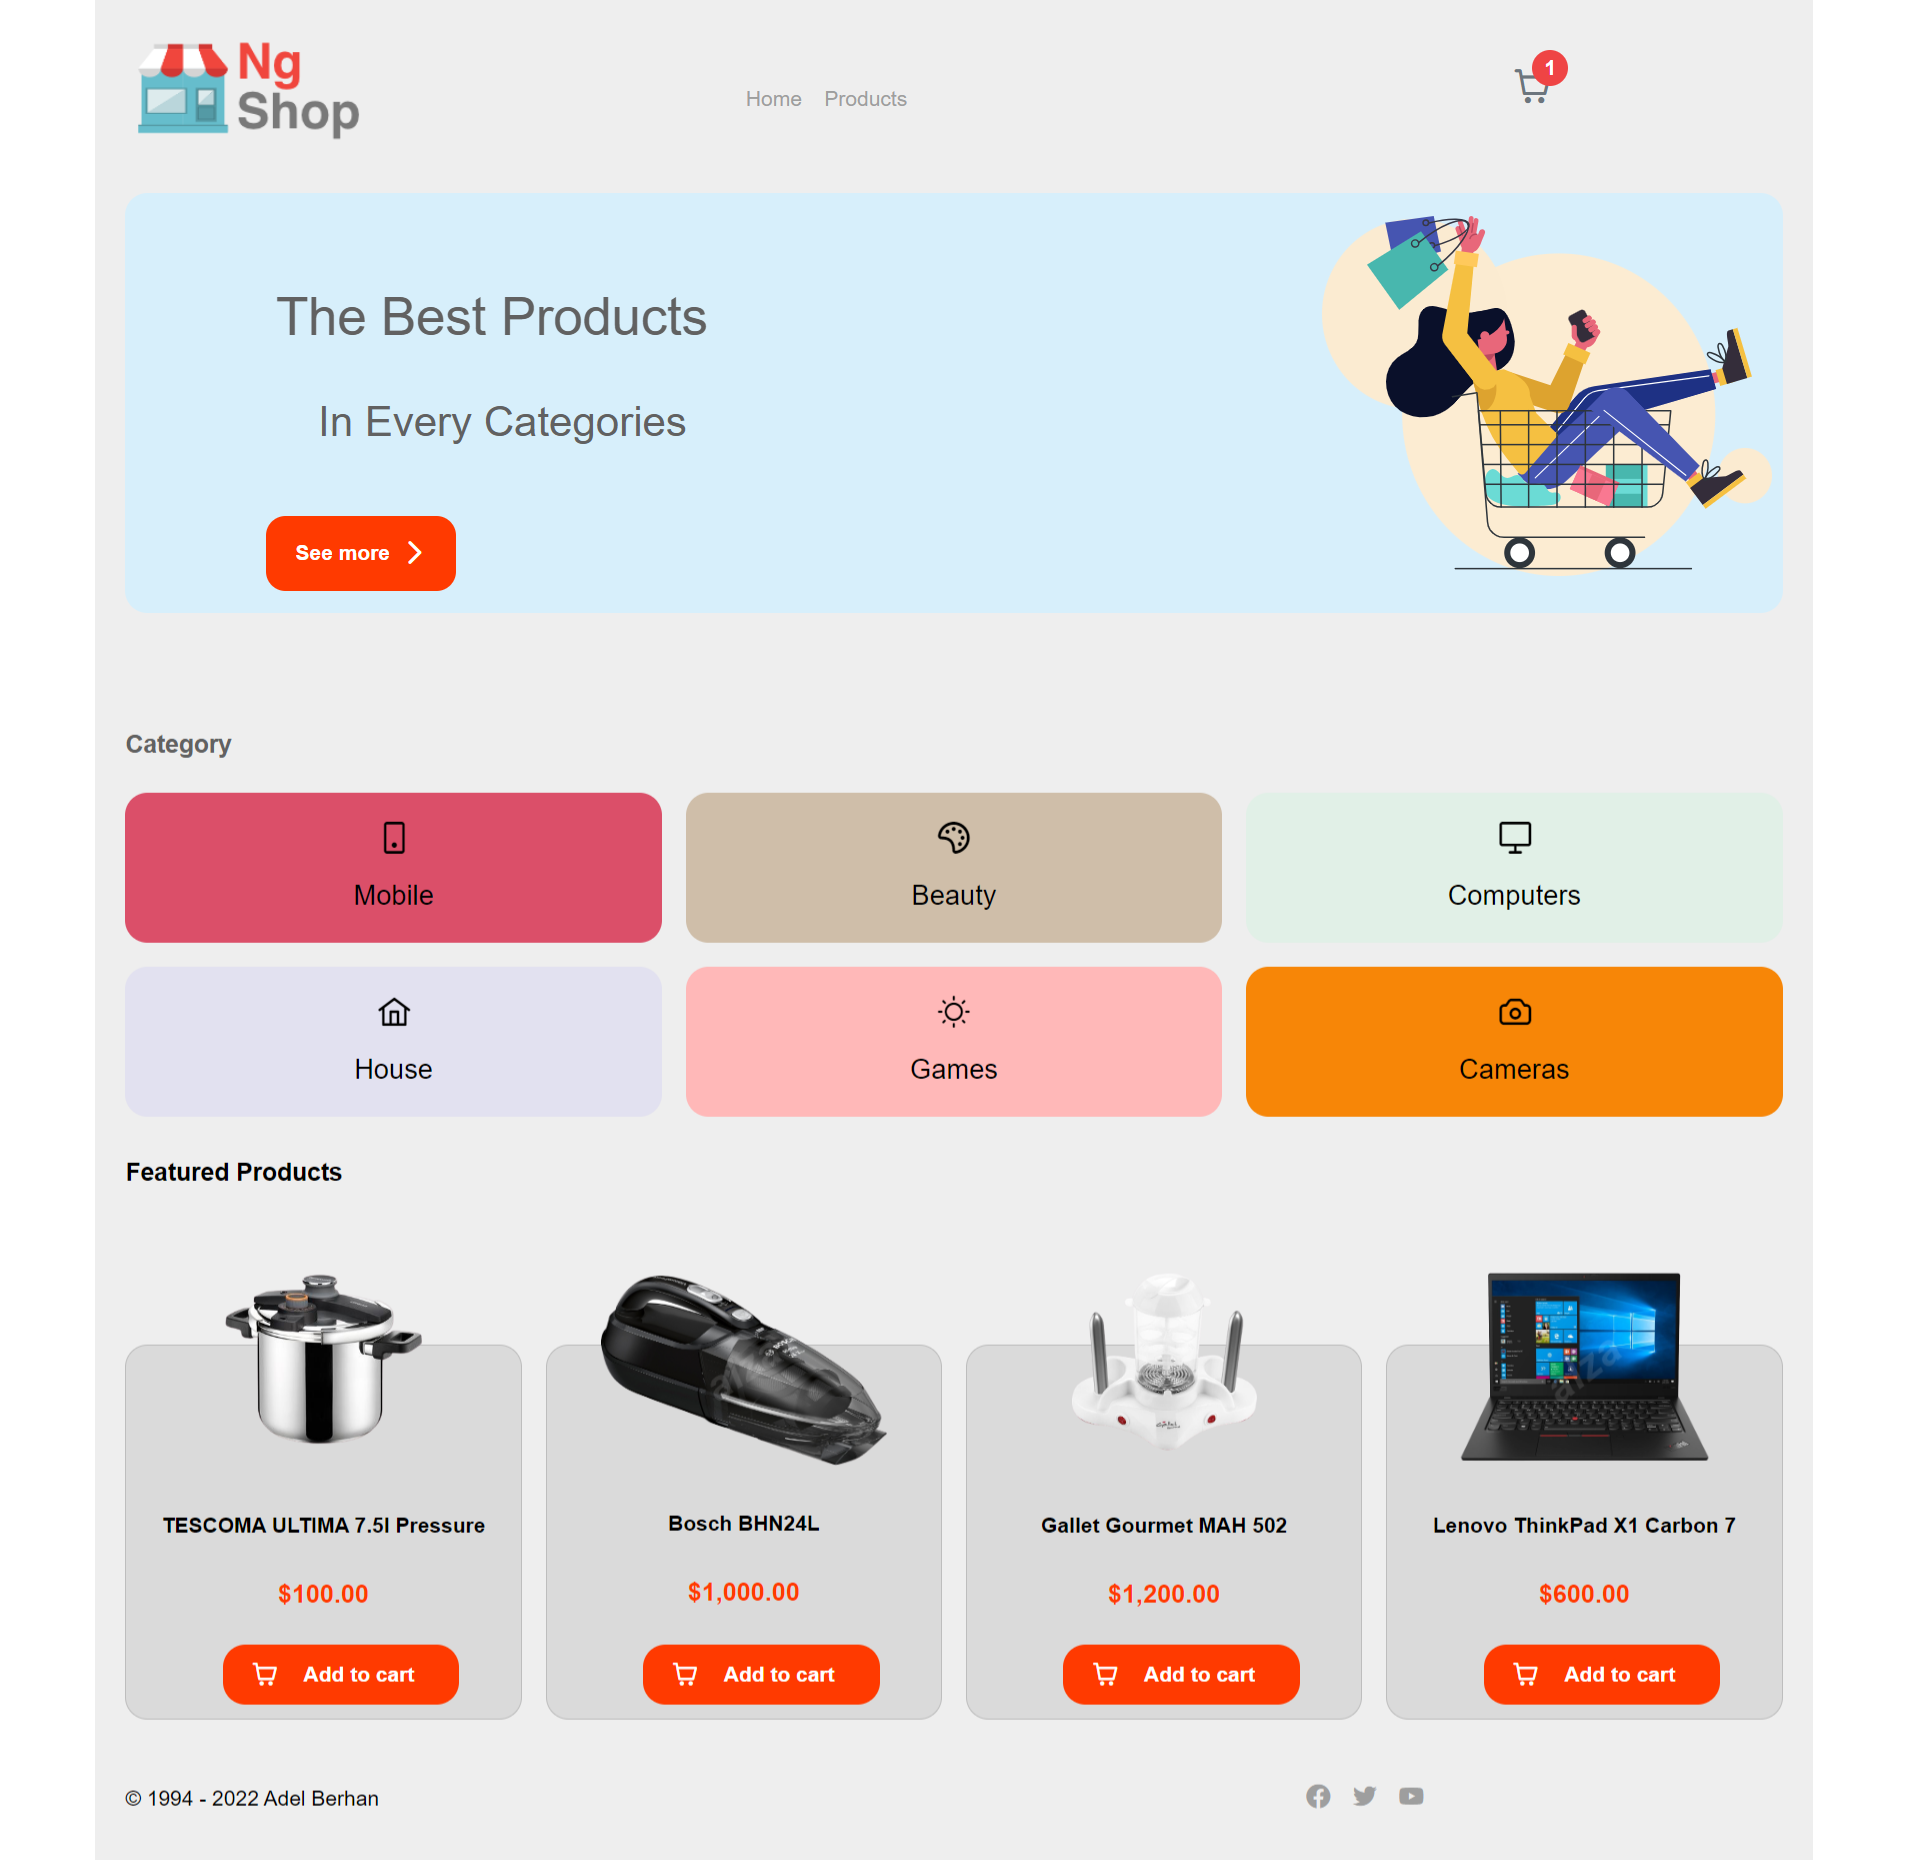 Ng
Shop
Home
Products
1
The Best Products
In Every Categories
See more
Category
Mobile
Beauty
Computers
House
Games
Cameras
Featured Products
TESCOMA ULTIMA 7.5l Pressure
$100.00
Add to cart
Bosch BHN24L
$1,000.00
Add to cart
Gallet Gourmet MAH 502
$1,200.00
Add to cart
Lenovo ThinkPad X1 Carbon 7
$600.00
Add to cart
© 1994 - 2022 Adel Berhan